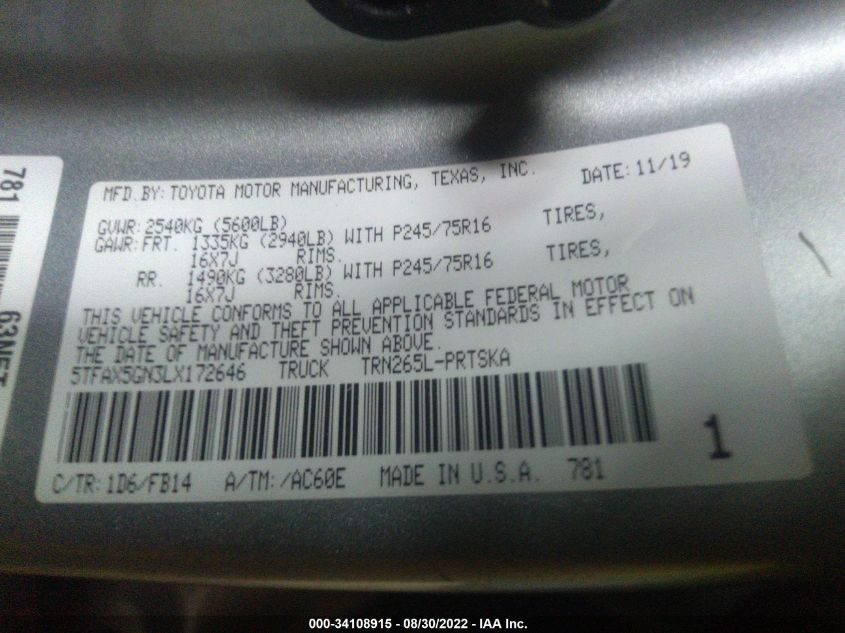 MFD.BY: TOYOTA MOTOR MANUFACTURING, TEXAS, INC. DATE: 11/19
GVWR: 2540KG (5600LB)
GAWR: FRT. 1335KG (2940LB) WITH P245/75R16 TIRES,
16X7J RIMS.
RR. 1490KG (3280LB) WITH P245/75R16 TIRES,
16X7J RIMS.
THIS VEHICLE CONFORMS TO ALL APPLICABLE FEDERAL MOTOR
VEHICLE SAFETY AND THEFT PREVENTION STANDARDS IN EFFECT ON
THE DATE OF MANUFACTURE SHOWN ABOVE.
5TFAX5GN3LX172646 TRUCK TRN265L-PRTSKA
1
C/TR: 1D6/FB14 A/TM: /AC60E MADE IN U.S.A. 781
781
63NET
000-34108915 - 08/30/2022 - IAA Inc.